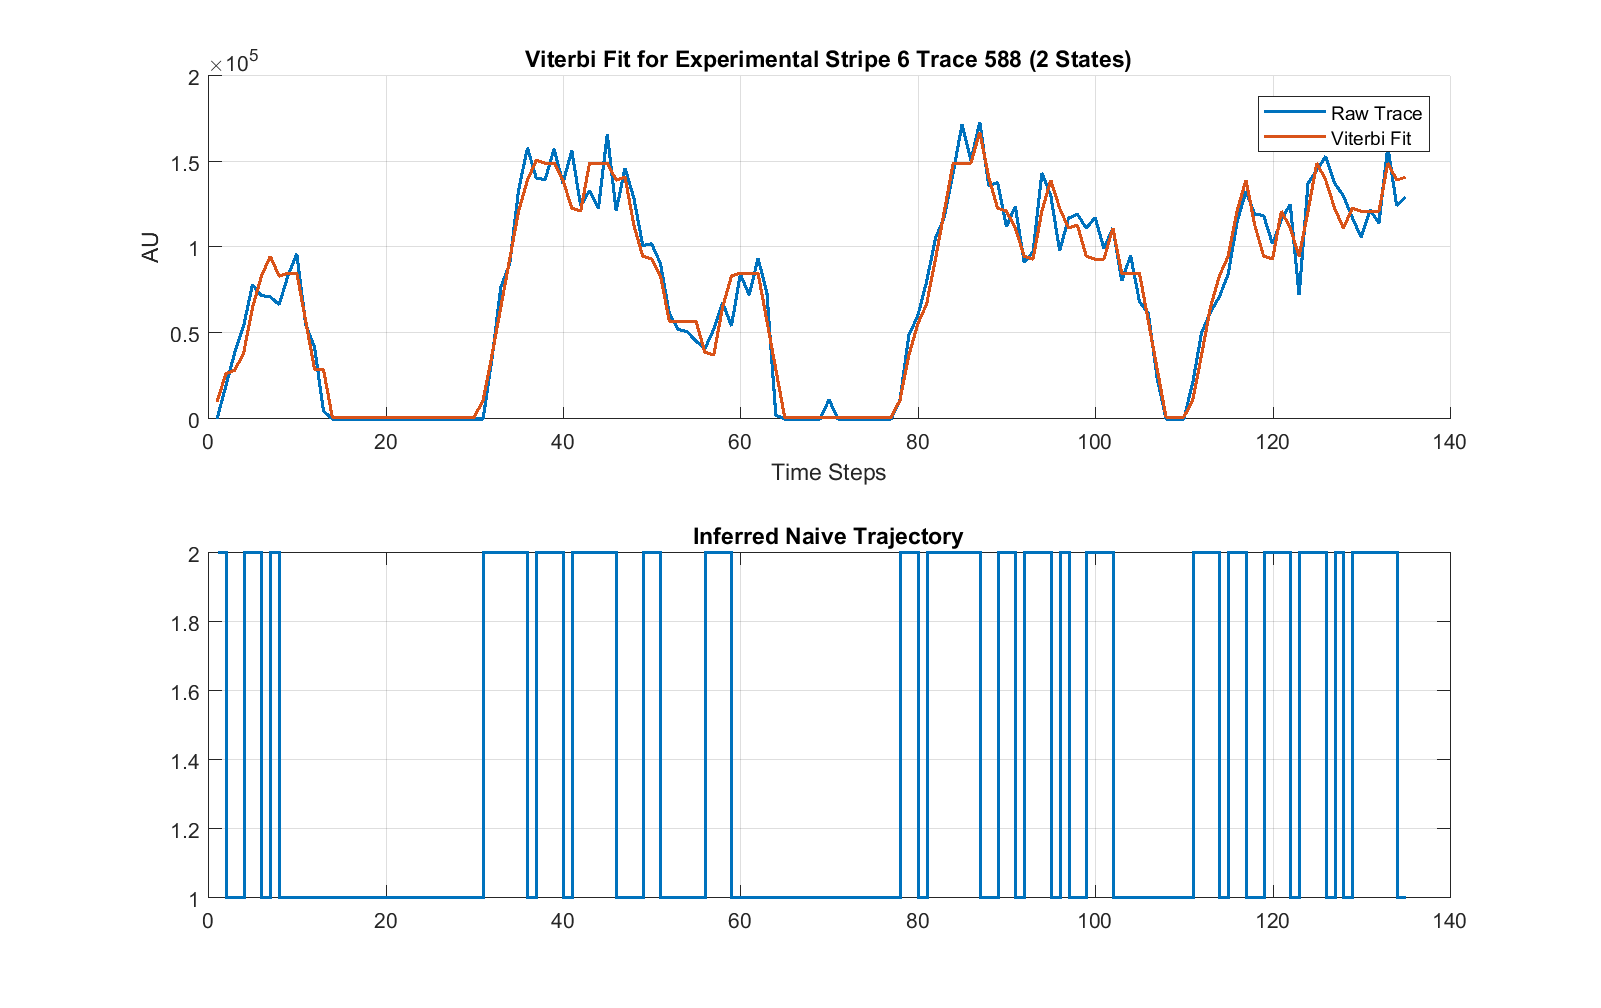 Viterbi Fit for Experimental Stripe 6 Trace 588 (2 States)
×10^5
2
1.5
1
0.5
0
AU
Raw Trace
Viterbi Fit
0 20 40 60 80 100 120 140
Time Steps
Inferred Naive Trajectory
2
1.8
1.6
1.4
1.2
1
0 20 40 60 80 100 120 140